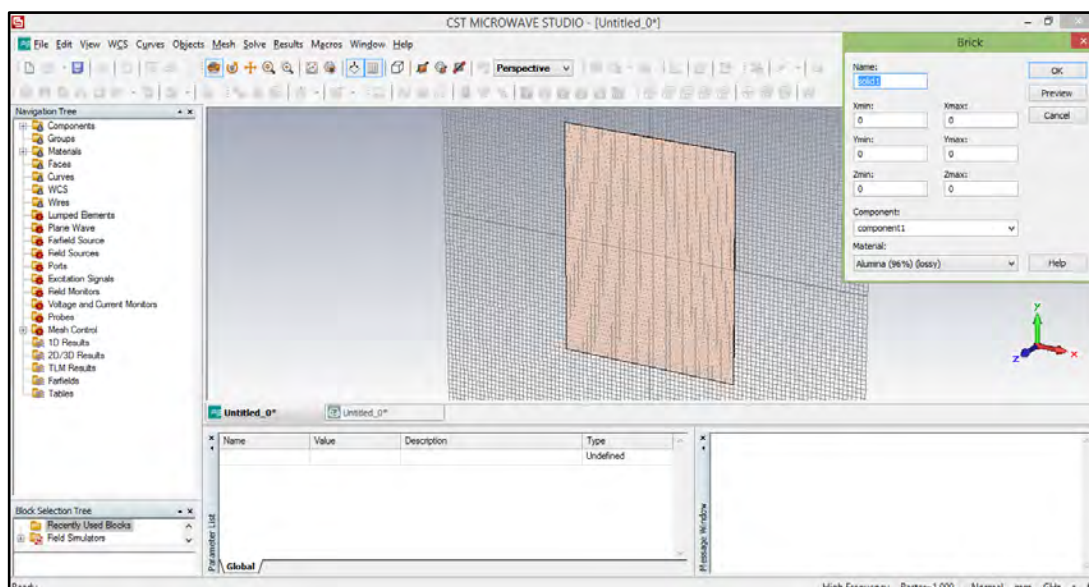 CST MICROWAVE STUDIO - [Untitled_0*]
File Edit View WCS Curves Objects Mesh Solve Results Macros Window Help
Perspective
Navigation Tree
Components
Groups
Materials
Faces
Curves
WCS
Wires
Lumped Elements
Plane Wave
Farfield Source
Field Sources
Ports
Excitation Signals
Field Monitors
Voltage and Current Monitors
Probes
Mesh Control
1D Results
2D/3D Results
TLM Results
Farfields
Tables
Block Selection Tree
Recently Used Blocks
Field Simulators
Brick
Name:
solid1
OK
Preview
Cancel
Xmin: Xmax:
0 0
Ymin: Ymax:
0 0
Zmin: Zmax:
0 0
Component:
component1
Material:
Alumina (96%) (lossy)
Help
y
x
z
Untitled_0* Untitled_0*
Name Value Description Type
Undefined
Parameter List
Global
Message Window
Ready
High Frequency Raster 1.000 Normal mm GHz